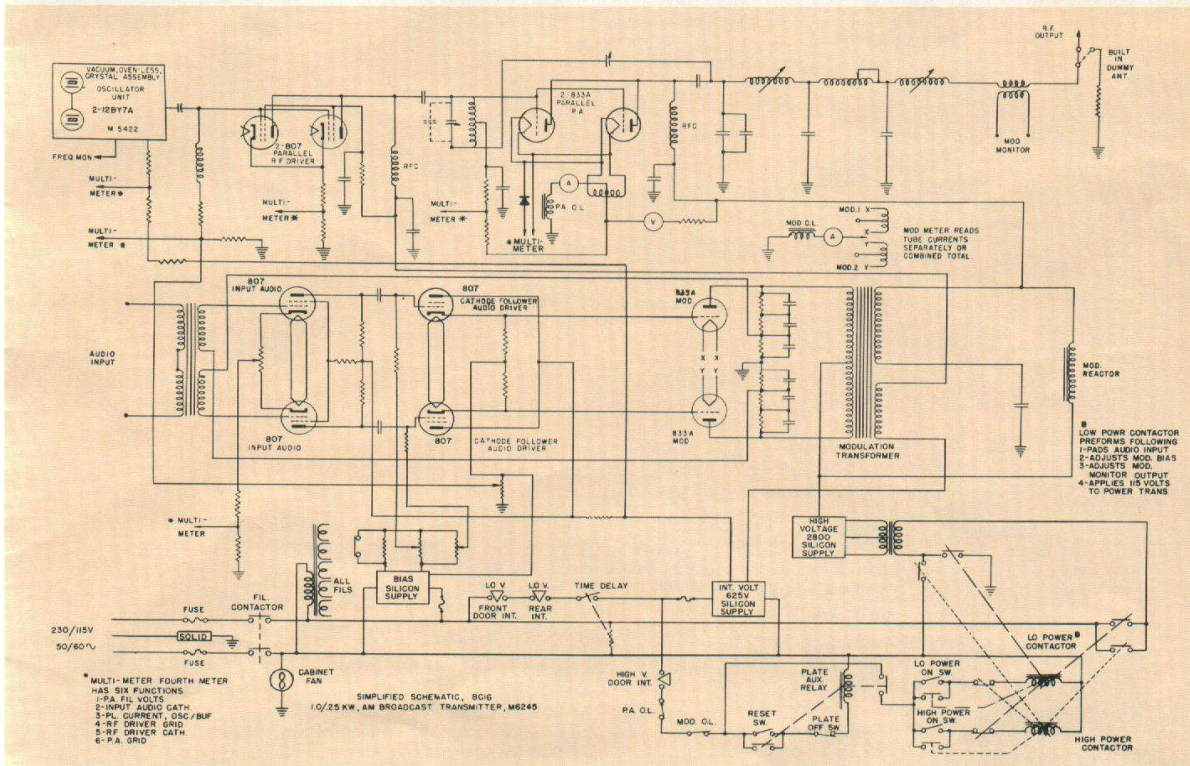 R.F.
OUTPUT
BUILT
IN
DUMMY
ANT.
VACUUM, OVEN-LESS,
CRYSTAL ASSEMBLY
OSCILLATOR
UNIT
2-12BY7A
M 5422
FREQ MON
2-807
PARALLEL
R F DRIVER
2-833A
PARALLEL
P.A.
RFC
RFC
MOD
MONITOR
MULTI-
METER *
MULTI-
METER *
MULTI-
METER *
MULTI-
METER *
A
P.A. O.L.
* MULTI-
METER
V
MOD.1 X
MOD O.L.
A
X
Y
MOD.2 Y
MOD METER READS
TUBE CURRENTS
SEPARATELY OR
COMBINED TOTAL
807
INPUT AUDIO
807
CATHODE FOLLOWER
AUDIO DRIVER
833A
MOD
AUDIO
INPUT
X X
Y Y
MOD.
REACTOR
807
INPUT AUDIO
807
CATHODE FOLLOWER
AUDIO DRIVER
833A
MOD
MODULATION
TRANSFORMER
*
LOW POWR CONTACTOR
PREFORMS FOLLOWING
1-PADS AUDIO INPUT
2-ADJUSTS MOD. BIAS
3-ADJUSTS MOD.
MONITOR OUTPUT
4-APPLIES 115 VOLTS
TO POWER TRANS
* MULTI-
METER
HIGH
VOLTAGE
2800
SILICON
SUPPLY
ALL
FILS
BIAS
SILICON
SUPPLY
LO V.
FRONT
DOOR INT.
LO V.
REAR
INT.
TIME DELAY
INT. VOLT
625V
SILICON
SUPPLY
FIL.
CONTACTOR
FUSE
230/115V
SOLID
50/60~
FUSE
CABINET
FAN
LO POWER *
CONTACTOR
HIGH V.
DOOR INT.
P.A. O.L.
MOD. O.L.
RESET
SW.
PLATE
AUX.
RELAY
PLATE
OFF SW
LO POWER
ON SW.
HIGH POWER
ON SW.
HIGH POWER
CONTACTOR
* MULTI-METER FOURTH METER
HAS SIX FUNCTIONS
1-P.A. FIL VOLTS
2-INPUT AUDIO CATH.
3-PL. CURRENT, OSC/BUF
4-RF DRIVER GRID
5-RF DRIVER CATH.
6-P.A. GRID
SIMPLIFIED SCHEMATIC, BC1G
1.0/.25 KW, AM BROADCAST TRANSMITTER, M6245